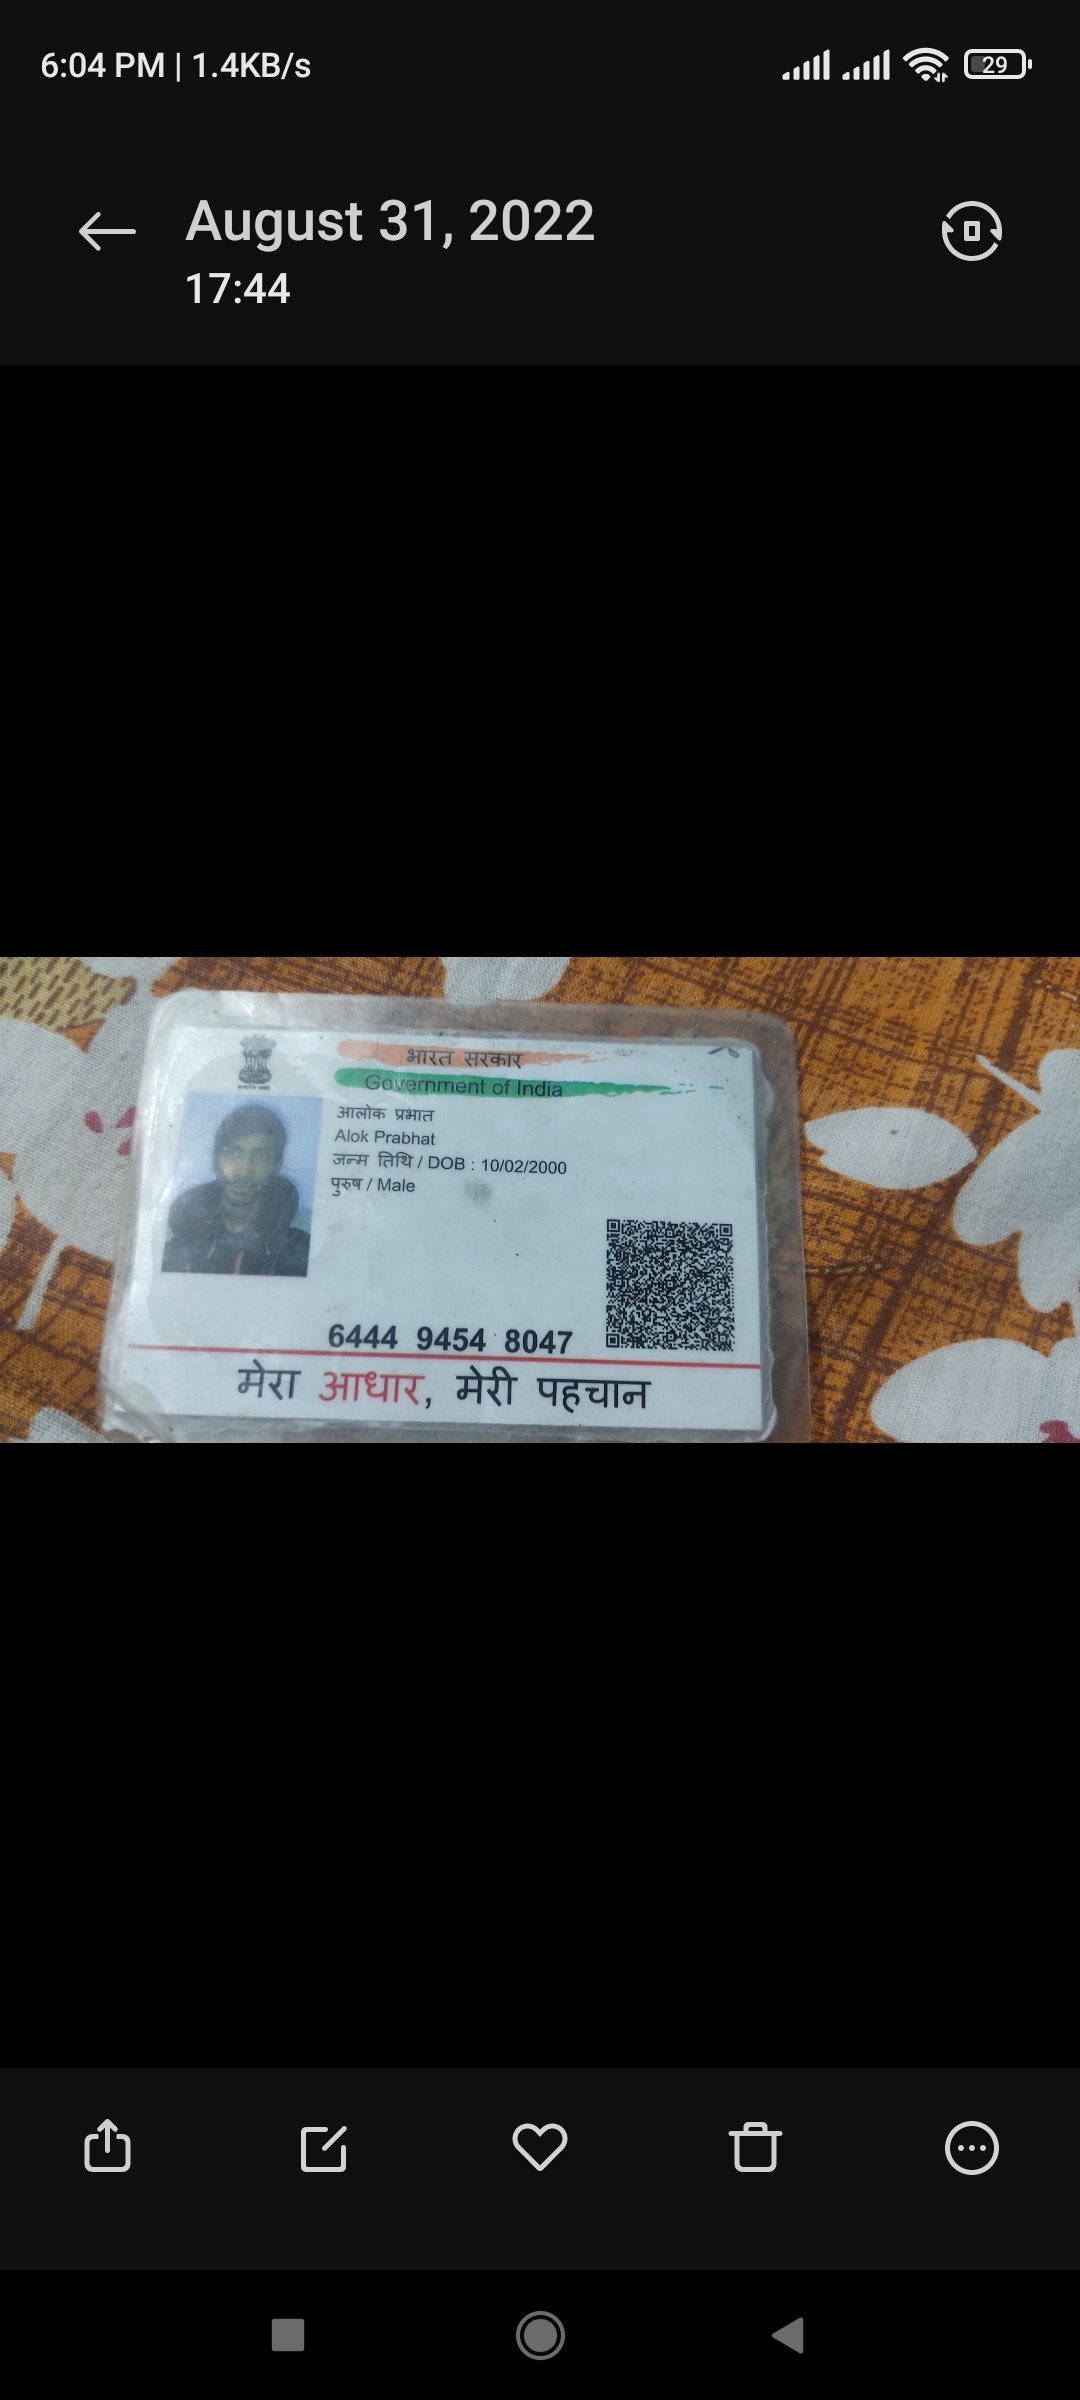 6:04 PM | 1.4KB/s
29
August 31, 2022
17:44
भारत सरकार
Government of India
आलोक प्रभात
Alok Prabhat
जन्म तिथि / DOB : 10/02/2000
पुरुष / Male
6444 9454 8047
मेरा आधार, मेरी पहचान